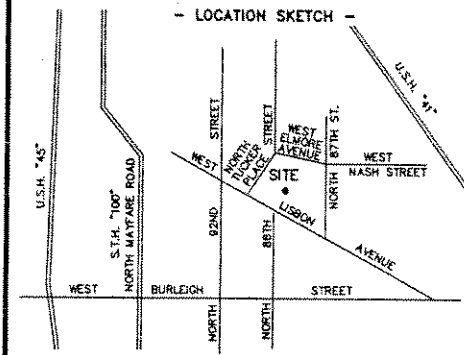 - LOCATION SKETCH -
U.S.H. "45"
S.T.H. "100"
NORTH MAYFARE ROAD
STREET
92ND
NORTH
STREET
88TH
NORTH
NORTH
TUCKER
PLACE
WEST
ELMORE
AVENUE
NORTH 87TH ST.
U.S.H. "41"
WEST
NASH STREET
SITE
WEST
LISBON
AVENUE
WEST BURLEIGH STREET